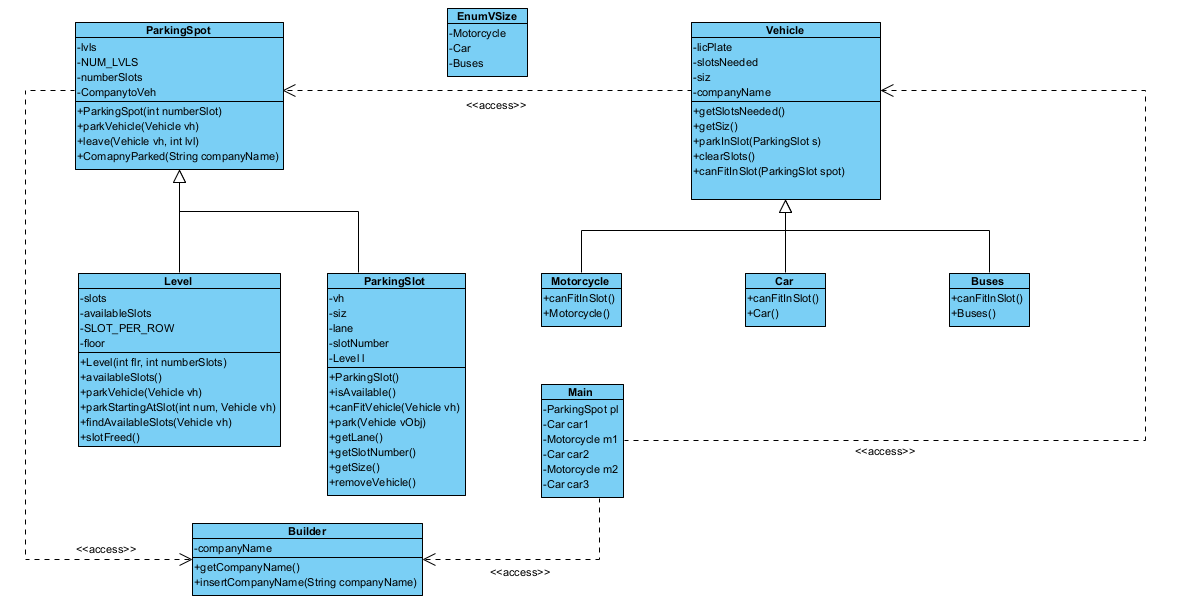 EnumVSize
-Motorcycle
-Car
-Buses
ParkingSpot
-lvls
-NUM_LVLS
-numberSlots
-CompanytoVeh
+ParkingSpot(int numberSlot)
+parkVehicle(Vehicle vh)
+leave(Vehicle vh, int lvl)
+ComapnyParked(String companyName)
<<access>>
Vehicle
-licPlate
-slotsNeeded
-siz
-companyName
+getSlotsNeeded()
+getSiz()
+parkInSlot(ParkingSlot s)
+clearSlots()
+canFitInSlot(ParkingSlot spot)
Level
-slots
-availableSlots
-SLOT_PER_ROW
-floor
+Level(int flr, int numberSlots)
+availableSlots()
+parkVehicle(Vehicle vh)
+parkStartingAtSlot(int num, Vehicle vh)
+findAvailableSlots(Vehicle vh)
+slotFreed()
ParkingSlot
-vh
-siz
-lane
-slotNumber
-Level l
+ParkingSlot()
+isAvailable()
+canFitVehicle(Vehicle vh)
+park(Vehicle vObj)
+getLane()
+getSlotNumber()
+getSize()
+removeVehicle()
Motorcycle
+canFitInSlot()
+Motorcycle()
Car
+canFitInSlot()
+Car()
Buses
+canFitInSlot()
+Buses()
Main
-ParkingSpot pl
-Car car1
-Motorcycle m1
-Car car2
-Motorcycle m2
-Car car3
<<access>>
Builder
-companyName
+getCompanyName()
+insertCompanyName(String companyName)
<<access>>
<<access>>